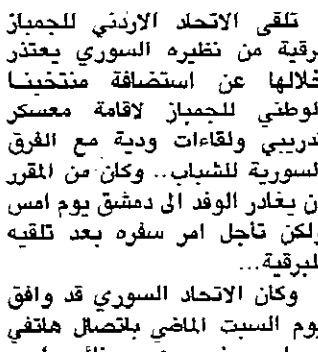 تلقى الاتحاد الاردني للجمباز
برقية من نظيره السوري يعتذر
خلالها عن استضافة منتخبنا
الوطني للجمباز لاقامة معسكر
تدريبي ولقاءات ودية مع الفرق
السورية للشباب.. وكان من المقرر
ان يغادر الوفد الى دمشق يوم امس
ولكن تأجل امر سفره بعد تلقيه
للبرقية...
وكان الاتحاد السوري قد وافق
يوم السبت الماضي باتصال هاتفي